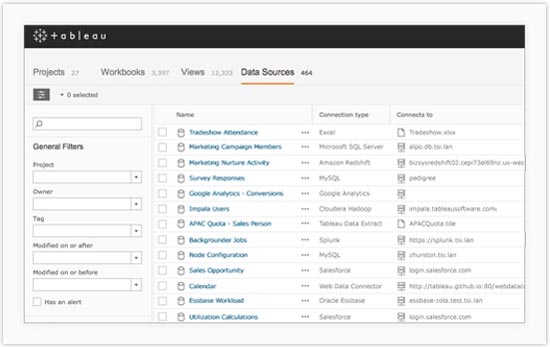 +ableau
Projects 27 Workbooks 3,397 Views 12,323 Data Sources 464
0 selected
Name Connection type Connects to
General Filters
Project
Owner
Tag
Modified on or after
Modified on or before
Has an alert
Tradeshow Attendance ... Excel Tradeshow.xlsx
Marketing Campaign Members ... Microsoft SQL Server alpo.db.tsi.lan
Marketing Nurture Activity ... Amazon Redshift
Survey Responses ... MySQL pedigree
Google Analytics - Conversions ... Google Analytics
Impala Users ... Cloudera Hadoop impala.tableausoftware.com
APAC Quota - Sales Person ... Tableau Data Extract APACQuota.tde
Backgrounder Jobs ... Splunk https://splunk.tsi.lan
Node Configuration ... MySQL zhurston.tsi.lan
Sales Opportunity ... Salesforce login.salesforce.com
Calendar ... Web Data Connector http://tableau.github.io:80/webdatac
Essbase Workload ... Oracle Essbase essbase-rola.test.tsi.lan
Utilization Calculations ... Salesforce login.salesforce.com